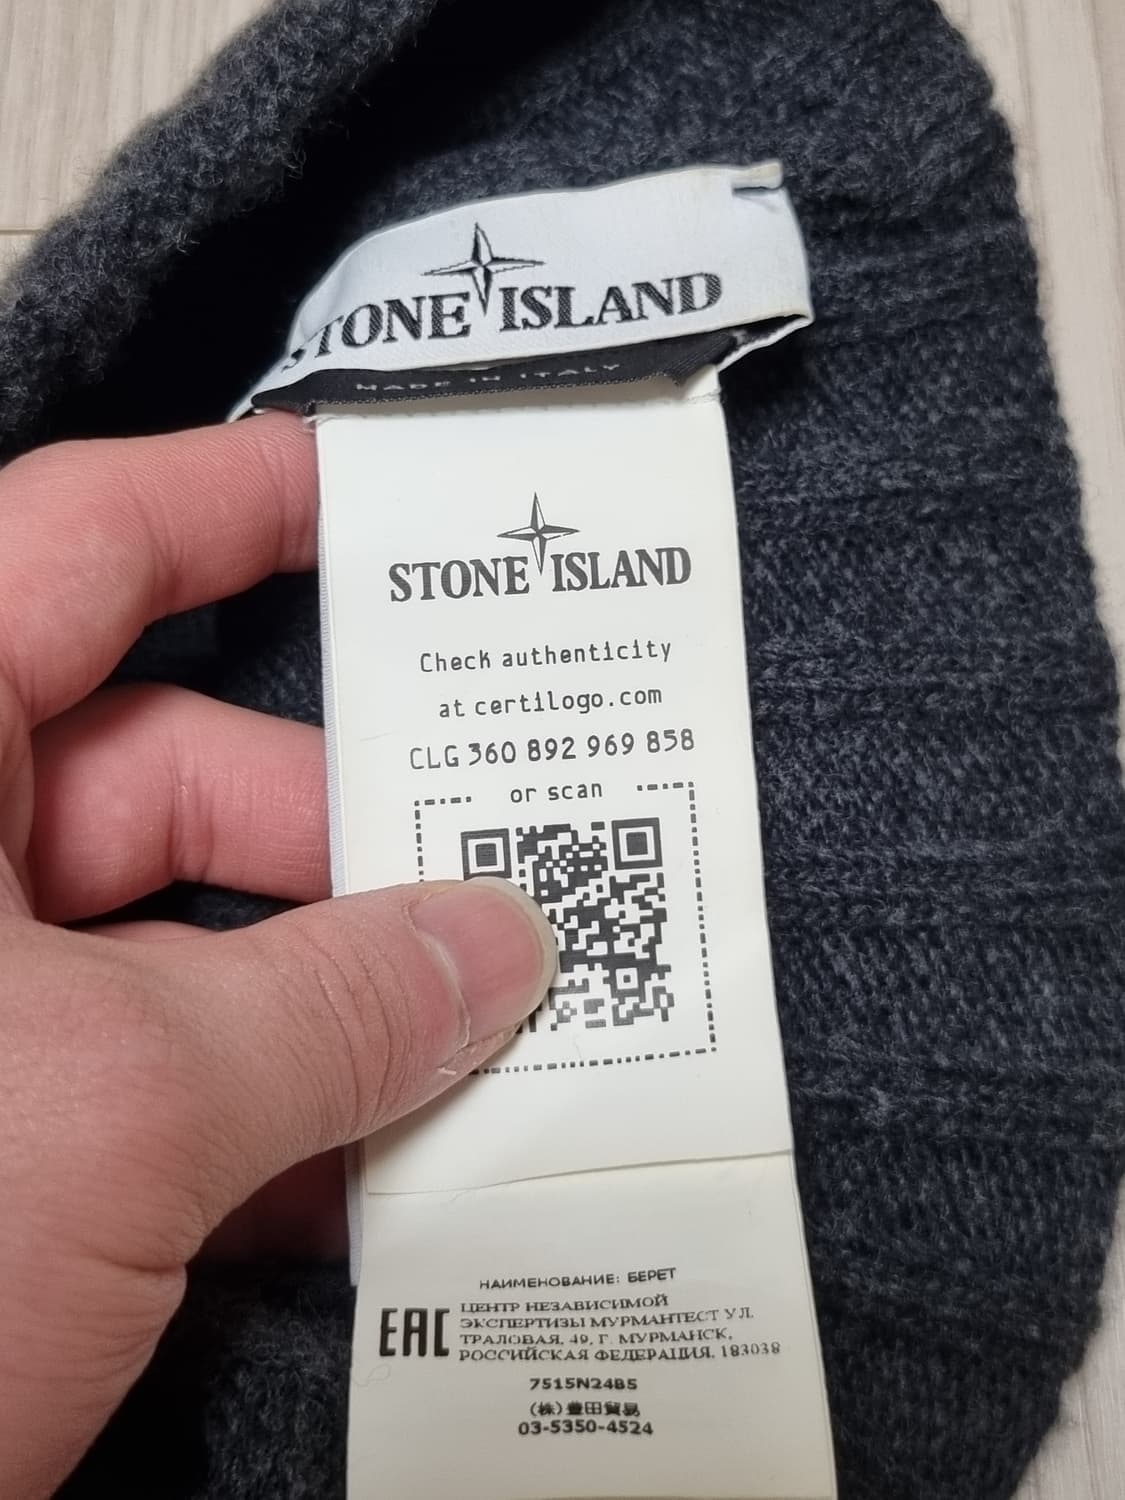 STONE ISLAND
MADE IN ITALY
STONE ISLAND
Check authenticity
at certilogo.com
CLG 360 892 969 858
or scan
НАИМЕНОВАНИЕ: БЕРЕТ
EAC
ЦЕНТР НЕЗАВИСИМОЙ
ЭКСПЕРТИЗЫ МУРМАНТЕСТ УЛ.
ТРАЛОВАЯ, 49, Г. МУРМАНСК,
РОССИЙСКАЯ ФЕДЕРАЦИЯ, 183038
7515N24B5
(株)豊田貿易
03-5350-4524